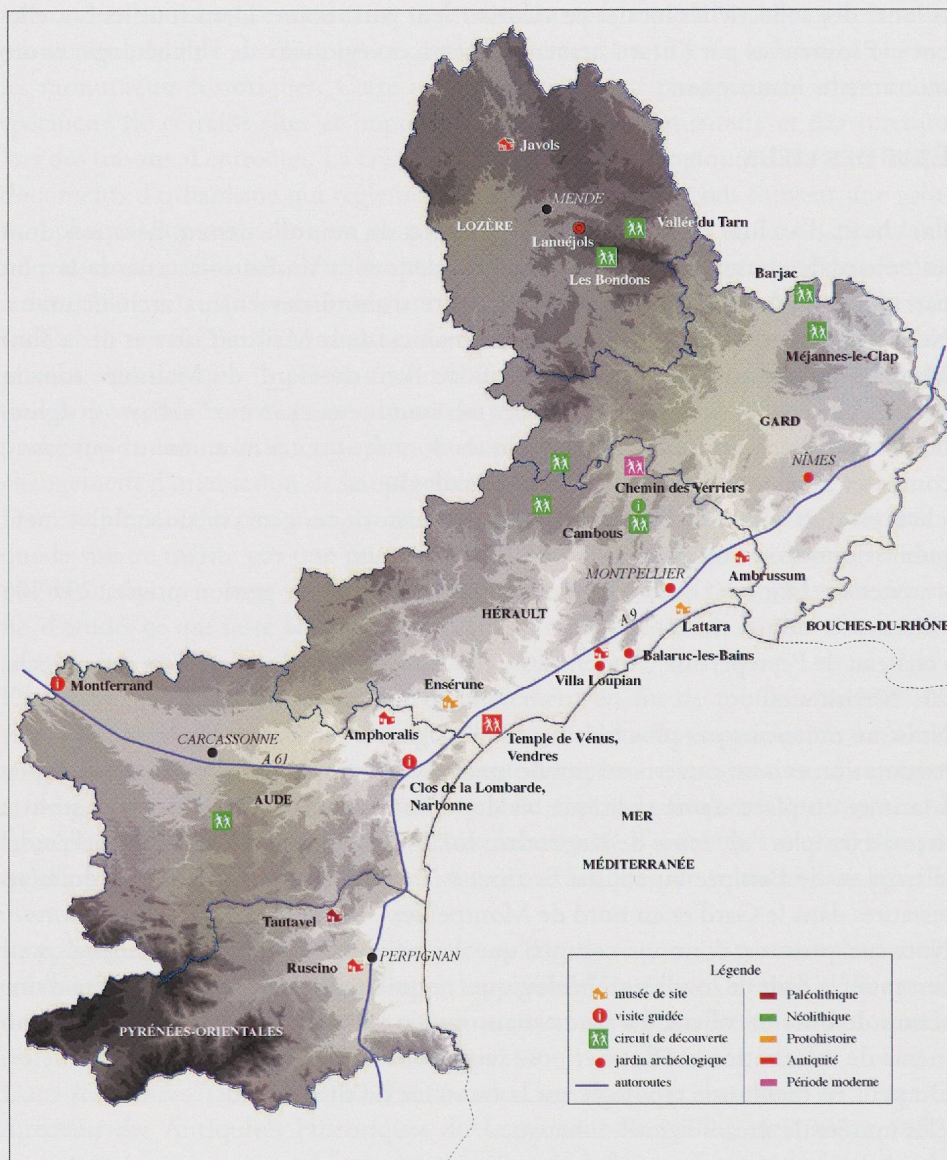 Javols
MENDE
LOZÈRE
Vallée du Tarn
Lanuéjols
Les Bondons
Barjac
Méjannes-le-Clap
GARD
NÎMES
Chemin des Verriers
Cambous
MONTPELLIER
Ambrussum
HÉRAULT
A 9
Lattara
BOUCHES-DU-RHÔNE
Balaruc-les-Bains
Villa Loupian
Montferrand
Ensérune
Amphoralis
CARCASSONNE
A 61
Temple de Vénus,
Vendres
AUDE
Clos de la Lombarde,
Narbonne
MER
MÉDITERRANÉE
Tautavel
Ruscino
PERPIGNAN
PYRÉNÉES-ORIENTALES
Légende
musée de site
visite guidée
circuit de découverte
jardin archéologique
autoroutes
Paléolithique
Néolithique
Protohistoire
Antiquité
Période moderne